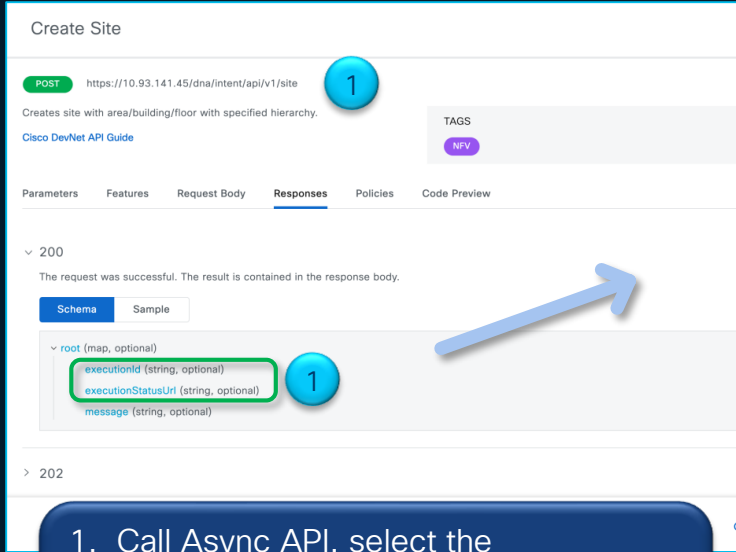 Create Site
POST https://10.93.141.45/dna/intent/api/v1/site 1
Creates site with area/building/floor with specified hierarchy.
Cisco DevNet API Guide
TAGS
NFV
Parameters Features Request Body Responses Policies Code Preview
200
The request was successful. The result is contained in the response body.
Schema Sample
root (map, optional)
executionId (string, optional)
executionStatusUrl (string, optional) 1
message (string, optional)
202
1. Call Async API, select the